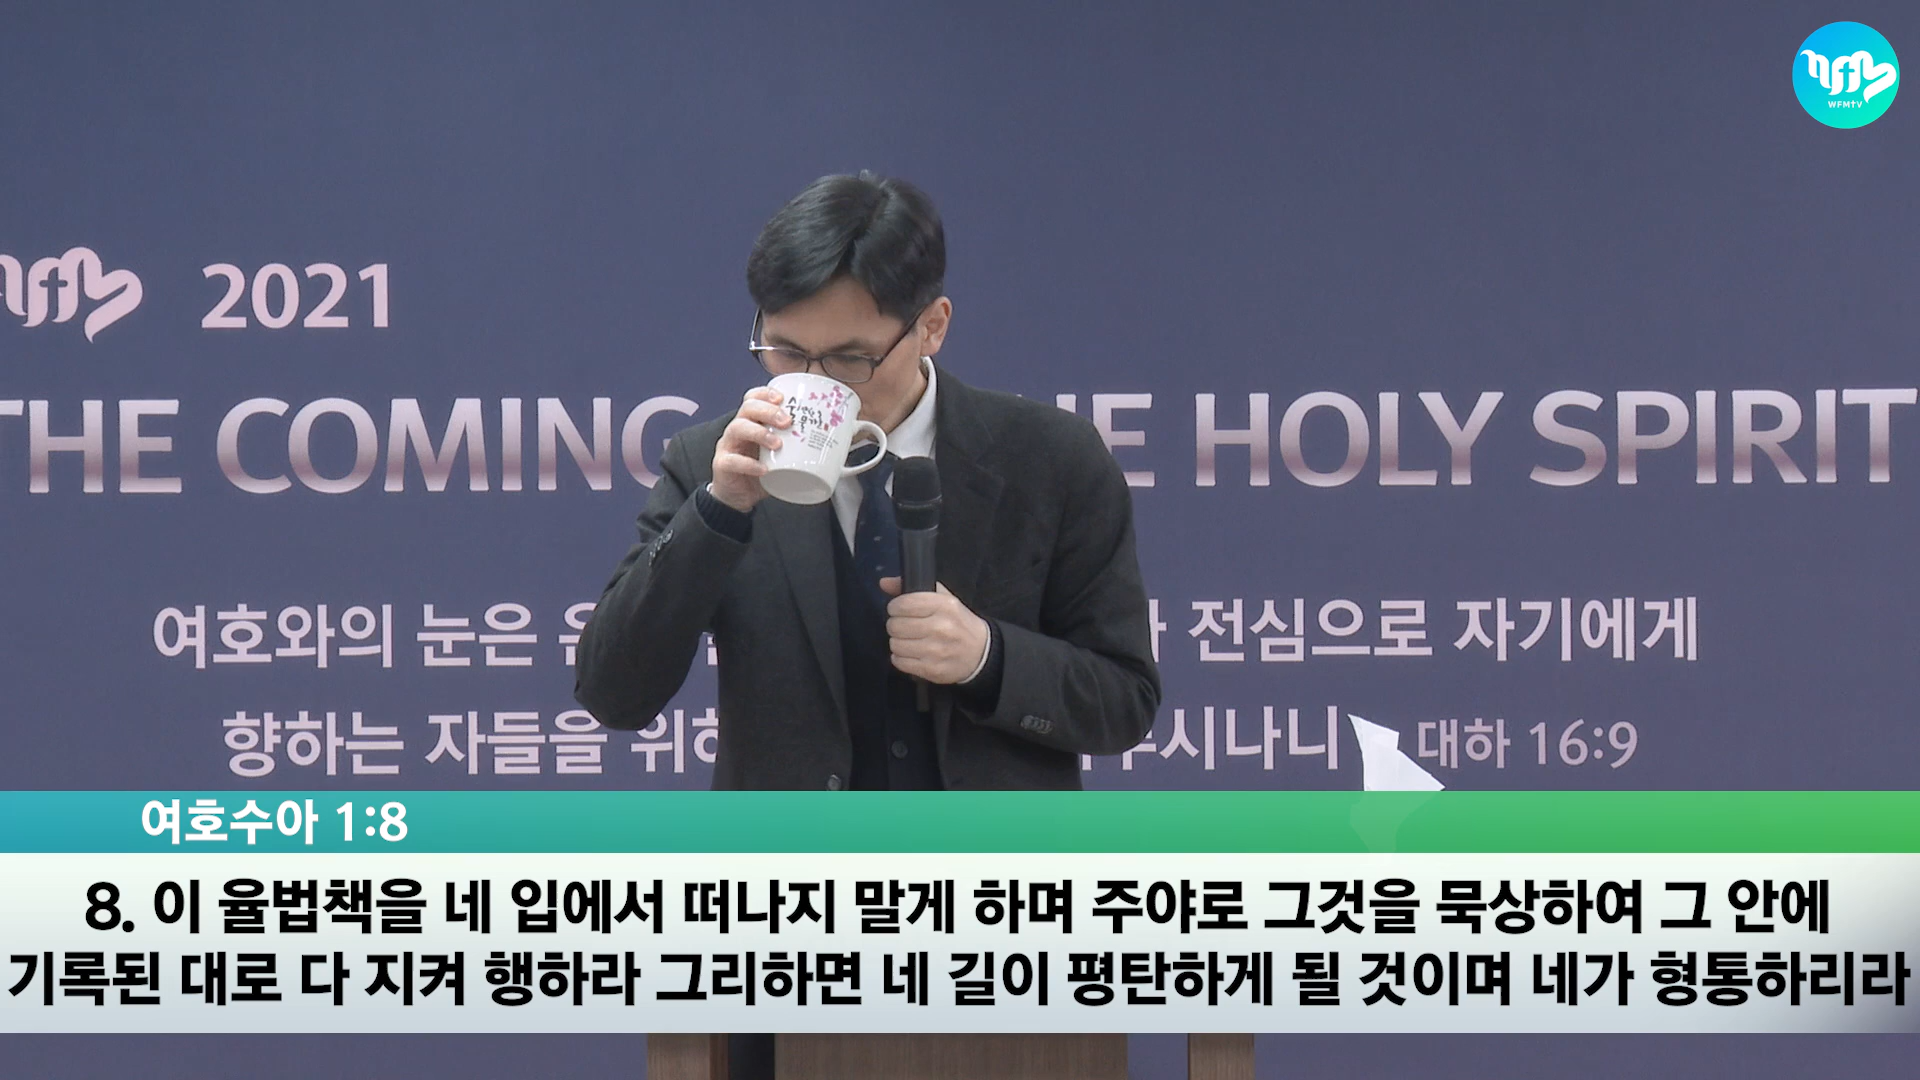 WFMtV
2021
THE COMING HE HOLY SPIRIT
여호와의 눈은 전심으로 자기에게
향하는 자들을 위하 시나니 대하 16:9
여호수아 1:8
8. 이 율법책을 네 입에서 떠나지 말게 하며 주야로 그것을 묵상하여 그 안에
기록된 대로 다 지켜 행하라 그리하면 네 길이 평탄하게 될 것이며 네가 형통하리라